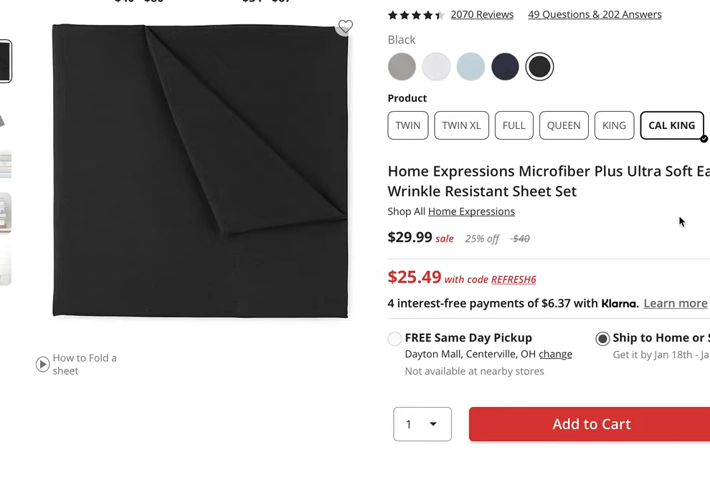 2070 Reviews 49 Questions & 202 Answers
Black
Product
TWIN TWIN XL FULL QUEEN KING CAL KING
Home Expressions Microfiber Plus Ultra Soft Ea
Wrinkle Resistant Sheet Set
Shop All Home Expressions
$29.99 sale 25% off $40
$25.49 with code REFRESH6
4 interest-free payments of $6.37 with Klarna. Learn more
FREE Same Day Pickup
Dayton Mall, Centerville, OH change
Not available at nearby stores
Ship to Home or S
Get it by Jan 18th - Ja
How to Fold a
sheet
1 Add to Cart